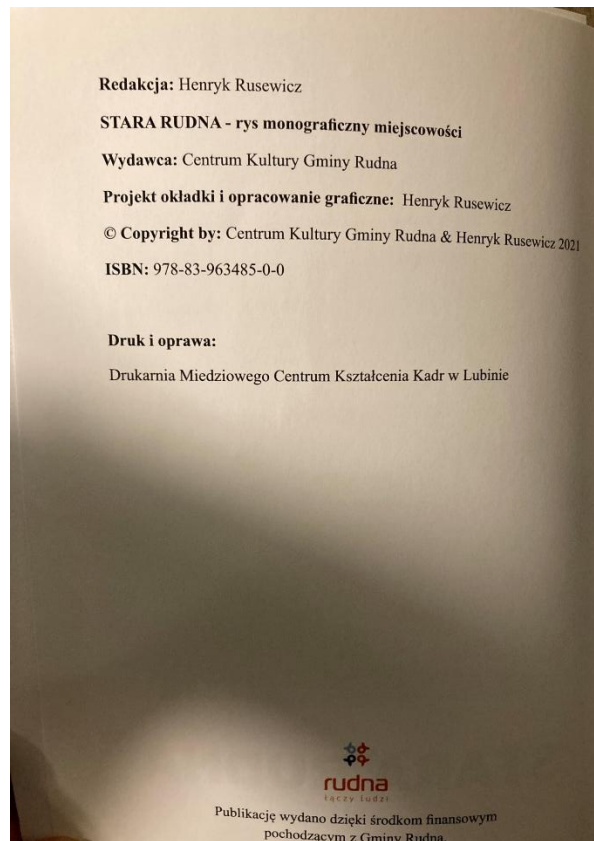 Redakcja: Henryk Rusewicz
STARA RUDNA - rys monograficzny miejscowości
Wydawca: Centrum Kultury Gminy Rudna
Projekt okładki i opracowanie graficzne: Henryk Rusewicz
© Copyright by: Centrum Kultury Gminy Rudna & Henryk Rusewicz 2021
ISBN: 978-83-963485-0-0
Druk i oprawa:
Drukarnia Miedziowego Centrum Kształcenia Kadr w Lubinie
rudna
Łączy Ludzi
Publikację wydano dzięki środkom finansowym
pochodzącym z Gminy Rudna.